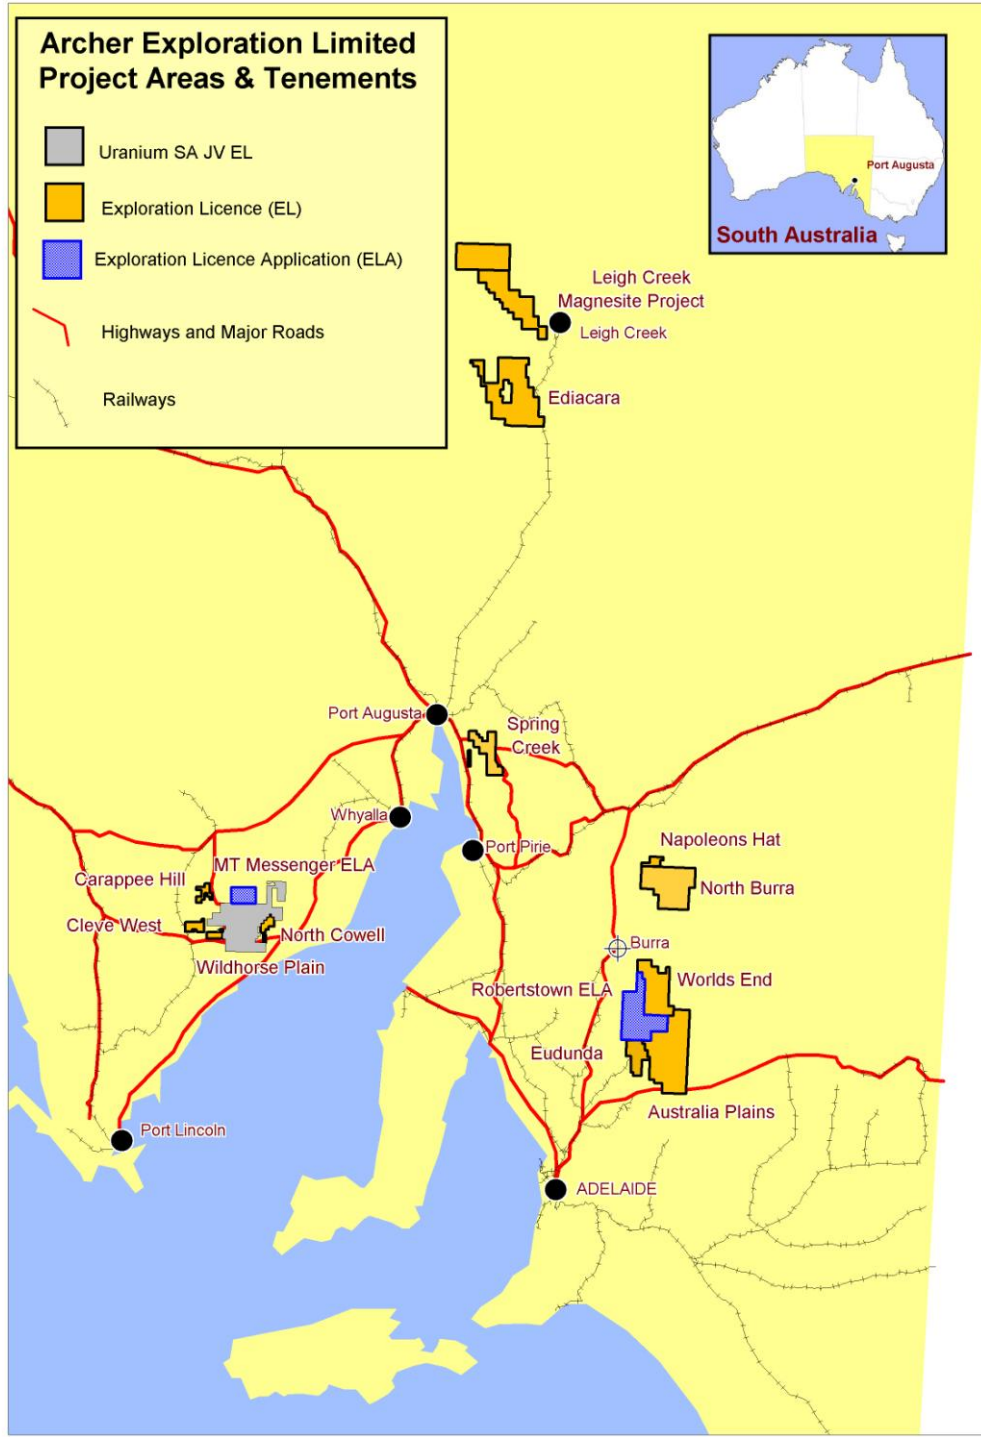 Archer Exploration Limited
Project Areas & Tenements
Uranium SA JV EL
Exploration Licence (EL)
Exploration Licence Application (ELA)
Highways and Major Roads
Railways
Port Augusta
South Australia
Leigh Creek
Magnesite Project
Leigh Creek
Ediacara
Port Augusta
Spring
Creek
Whyalla
Port Pirie
Napoleons Hat
MT Messenger ELA
Carappee Hill
North Burra
Cleve West
North Cowell
Burra
Wildhorse Plain
Worlds End
Robertstown ELA
Eudunda
Australia Plains
Port Lincoln
ADELAIDE